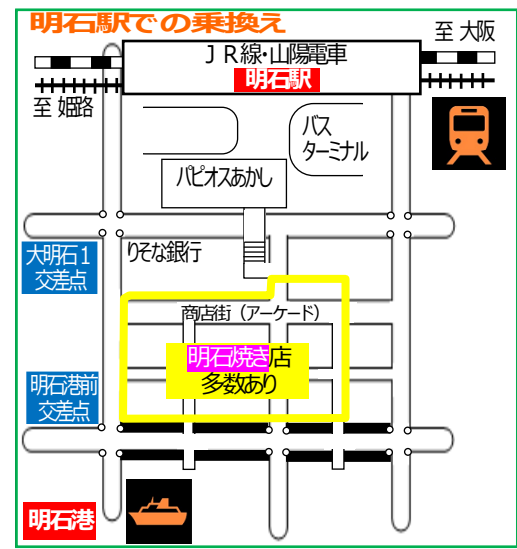 明石駅での乗換え
至 大阪
ＪＲ線・山陽電車
明石駅
至 姫路
バス
ターミナル
パピオスあかし
大明石1
交差点
りそな銀行
商店街（アーケード）
明石焼き店
多数あり
明石港前
交差点
明石港